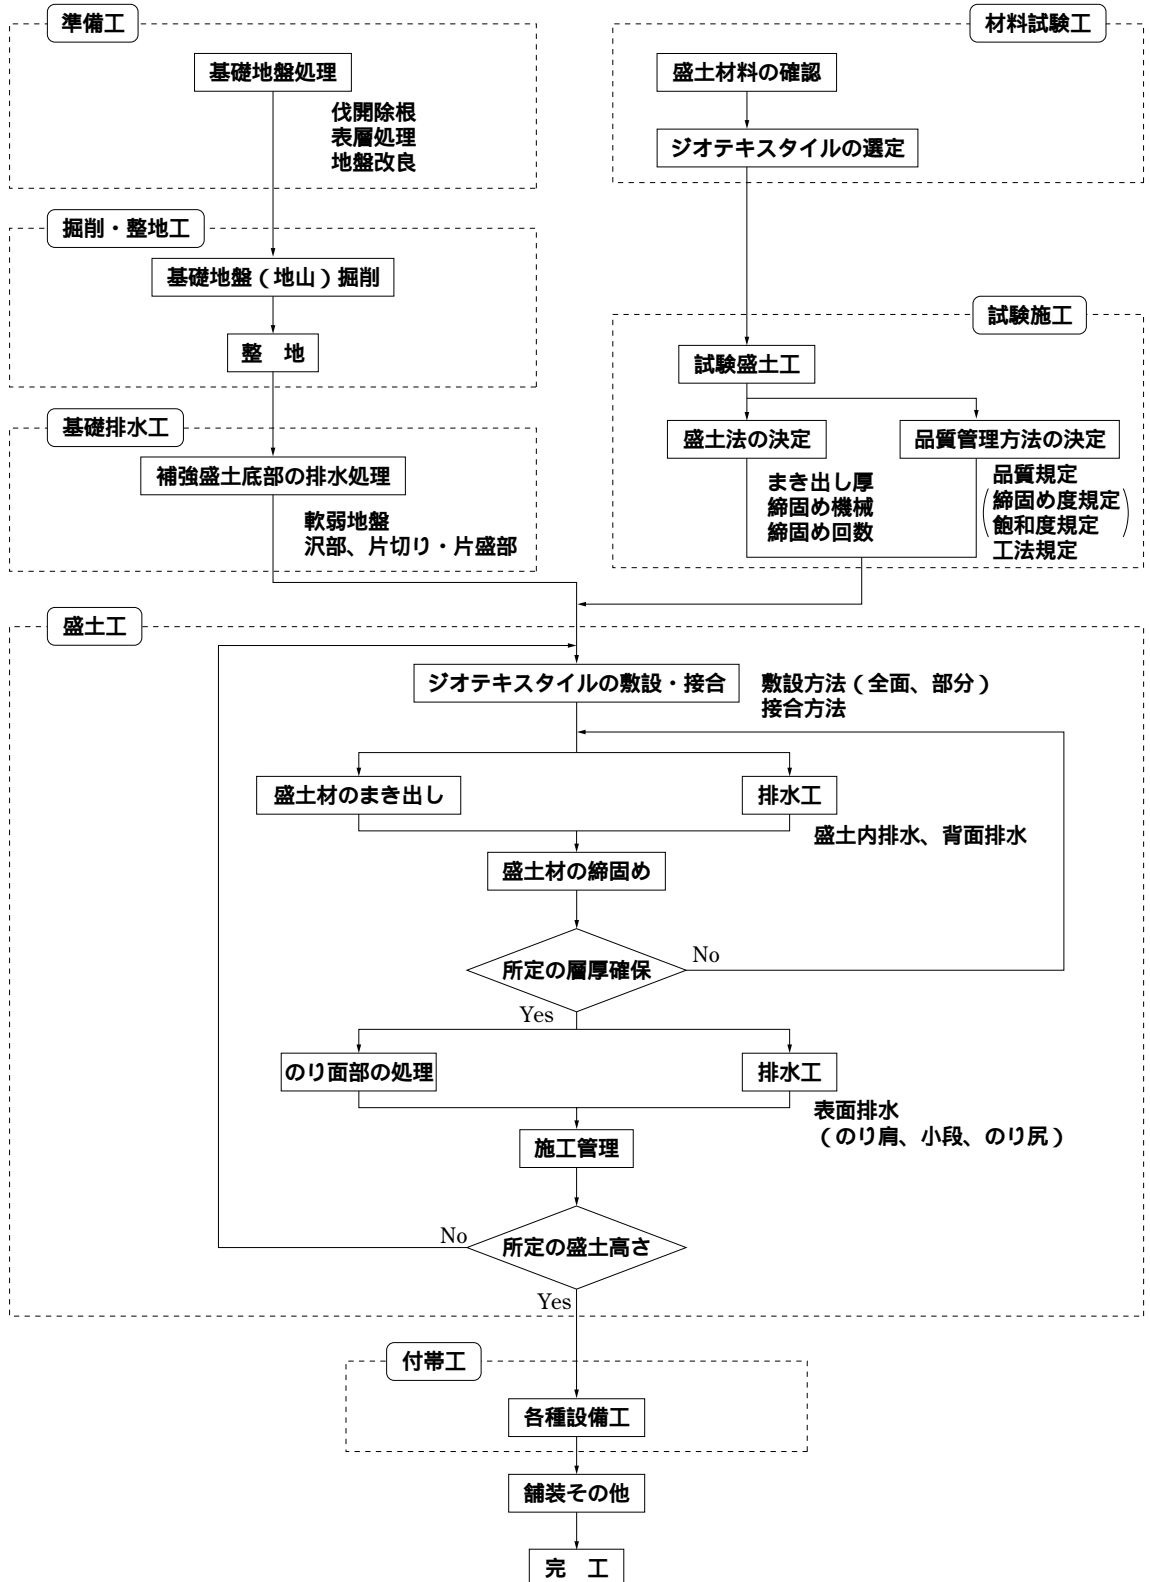 準備工
基礎地盤処理
伐開除根
表層処理
地盤改良
掘削・整地工
基礎地盤(地山)掘削
整　地
基礎排水工
補強盛土底部の排水処理
軟弱地盤
沢部、片切り・片盛部
材料試験工
盛土材料の確認
ジオテキスタイルの選定
試験施工
試験盛土工
盛土法の決定
まき出し厚
締固め機械
締固め回数
品質管理方法の決定
品質規定
(締固め度規定
飽和度規定)
工法規定
盛土工
ジオテキスタイルの敷設・接合
敷設方法(全面、部分)
接合方法
盛土材のまき出し
排水工
盛土内排水、背面排水
盛土材の締固め
所定の層厚確保
No
Yes
のり面部の処理
排水工
表面排水
(のり肩、小段、のり尻)
施工管理
所定の盛土高さ
No
Yes
付帯工
各種設備工
舗装その他
完　工